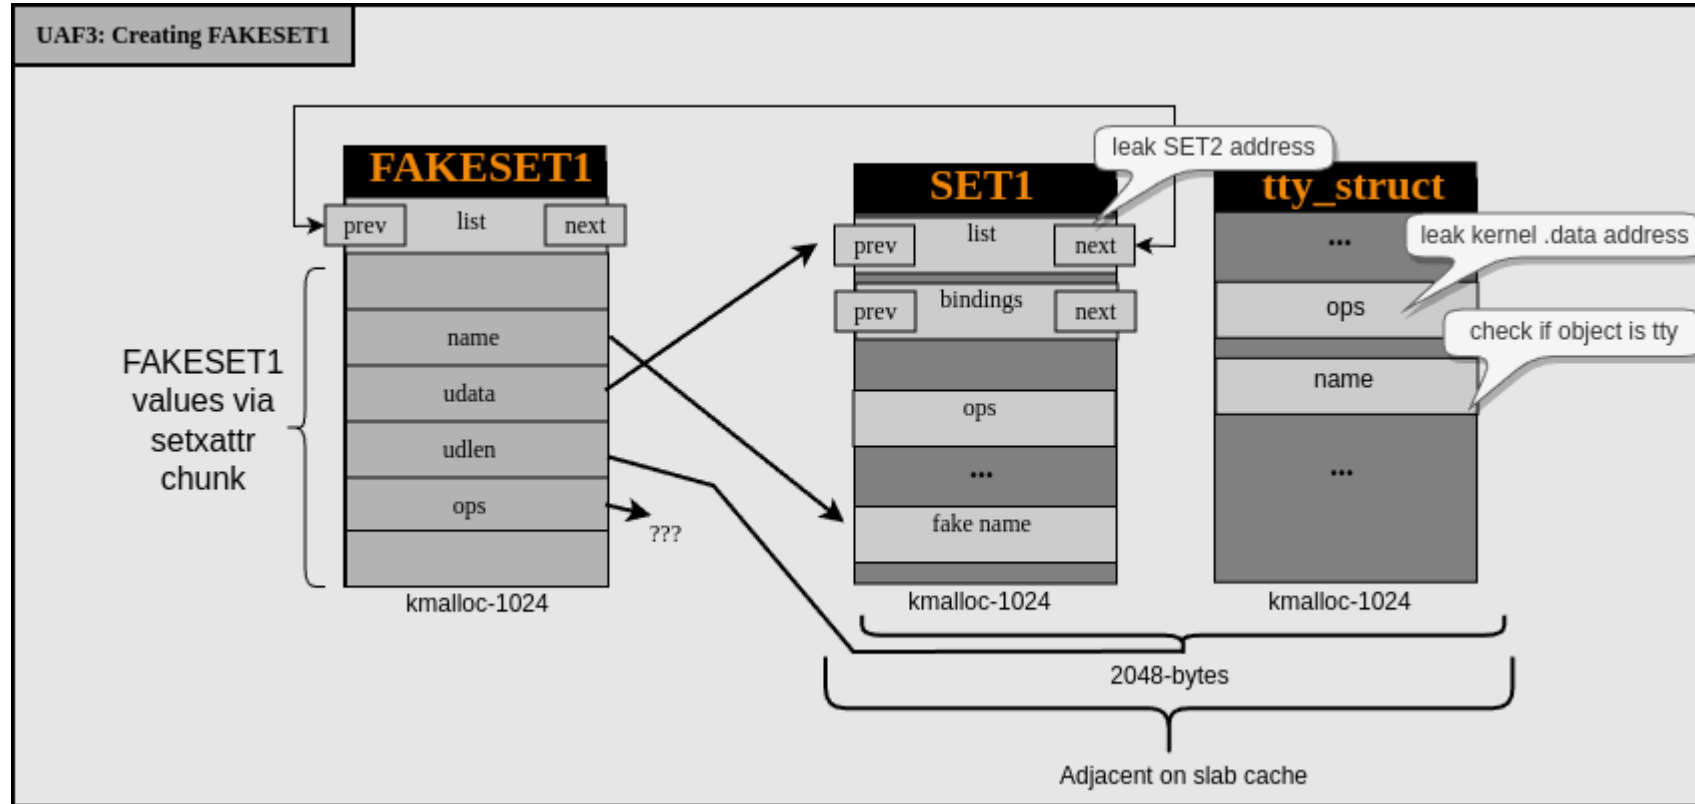 UAF3: Creating FAKESET1
FAKESET1
prev
list
next
name
udata
udlen
ops
???
kmalloc-1024
FAKESET1
values via
setxattr
chunk
SET1
leak SET2 address
prev
list
next
prev
bindings
next
ops
...
fake name
kmalloc-1024
tty_struct
...
leak kernel .data address
ops
check if object is tty
name
...
kmalloc-1024
2048-bytes
Adjacent on slab cache